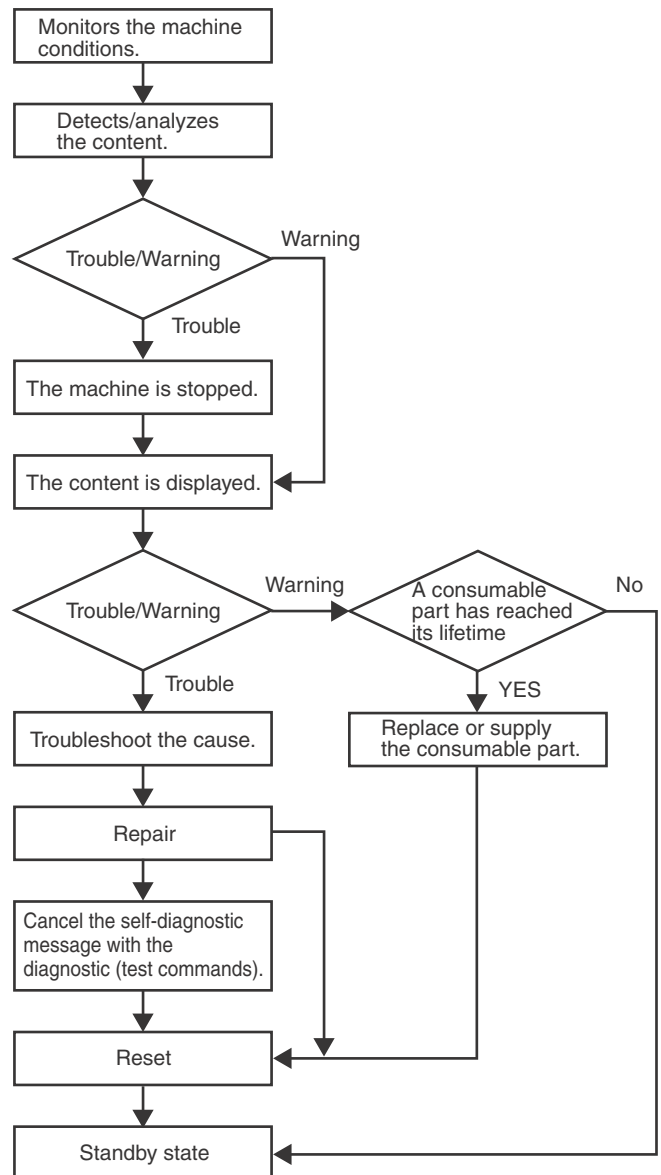 Monitors the machine
conditions.
Detects/analyzes
the content.
Trouble/Warning
Warning
Trouble
The machine is stopped.
The content is displayed.
Trouble/Warning
Warning
A consumable
part has reached
its lifetime
No
Trouble
YES
Troubleshoot the cause.
Replace or supply
the consumable part.
Repair
Cancel the self-diagnostic
message with the
diagnostic (test commands).
Reset
Standby state